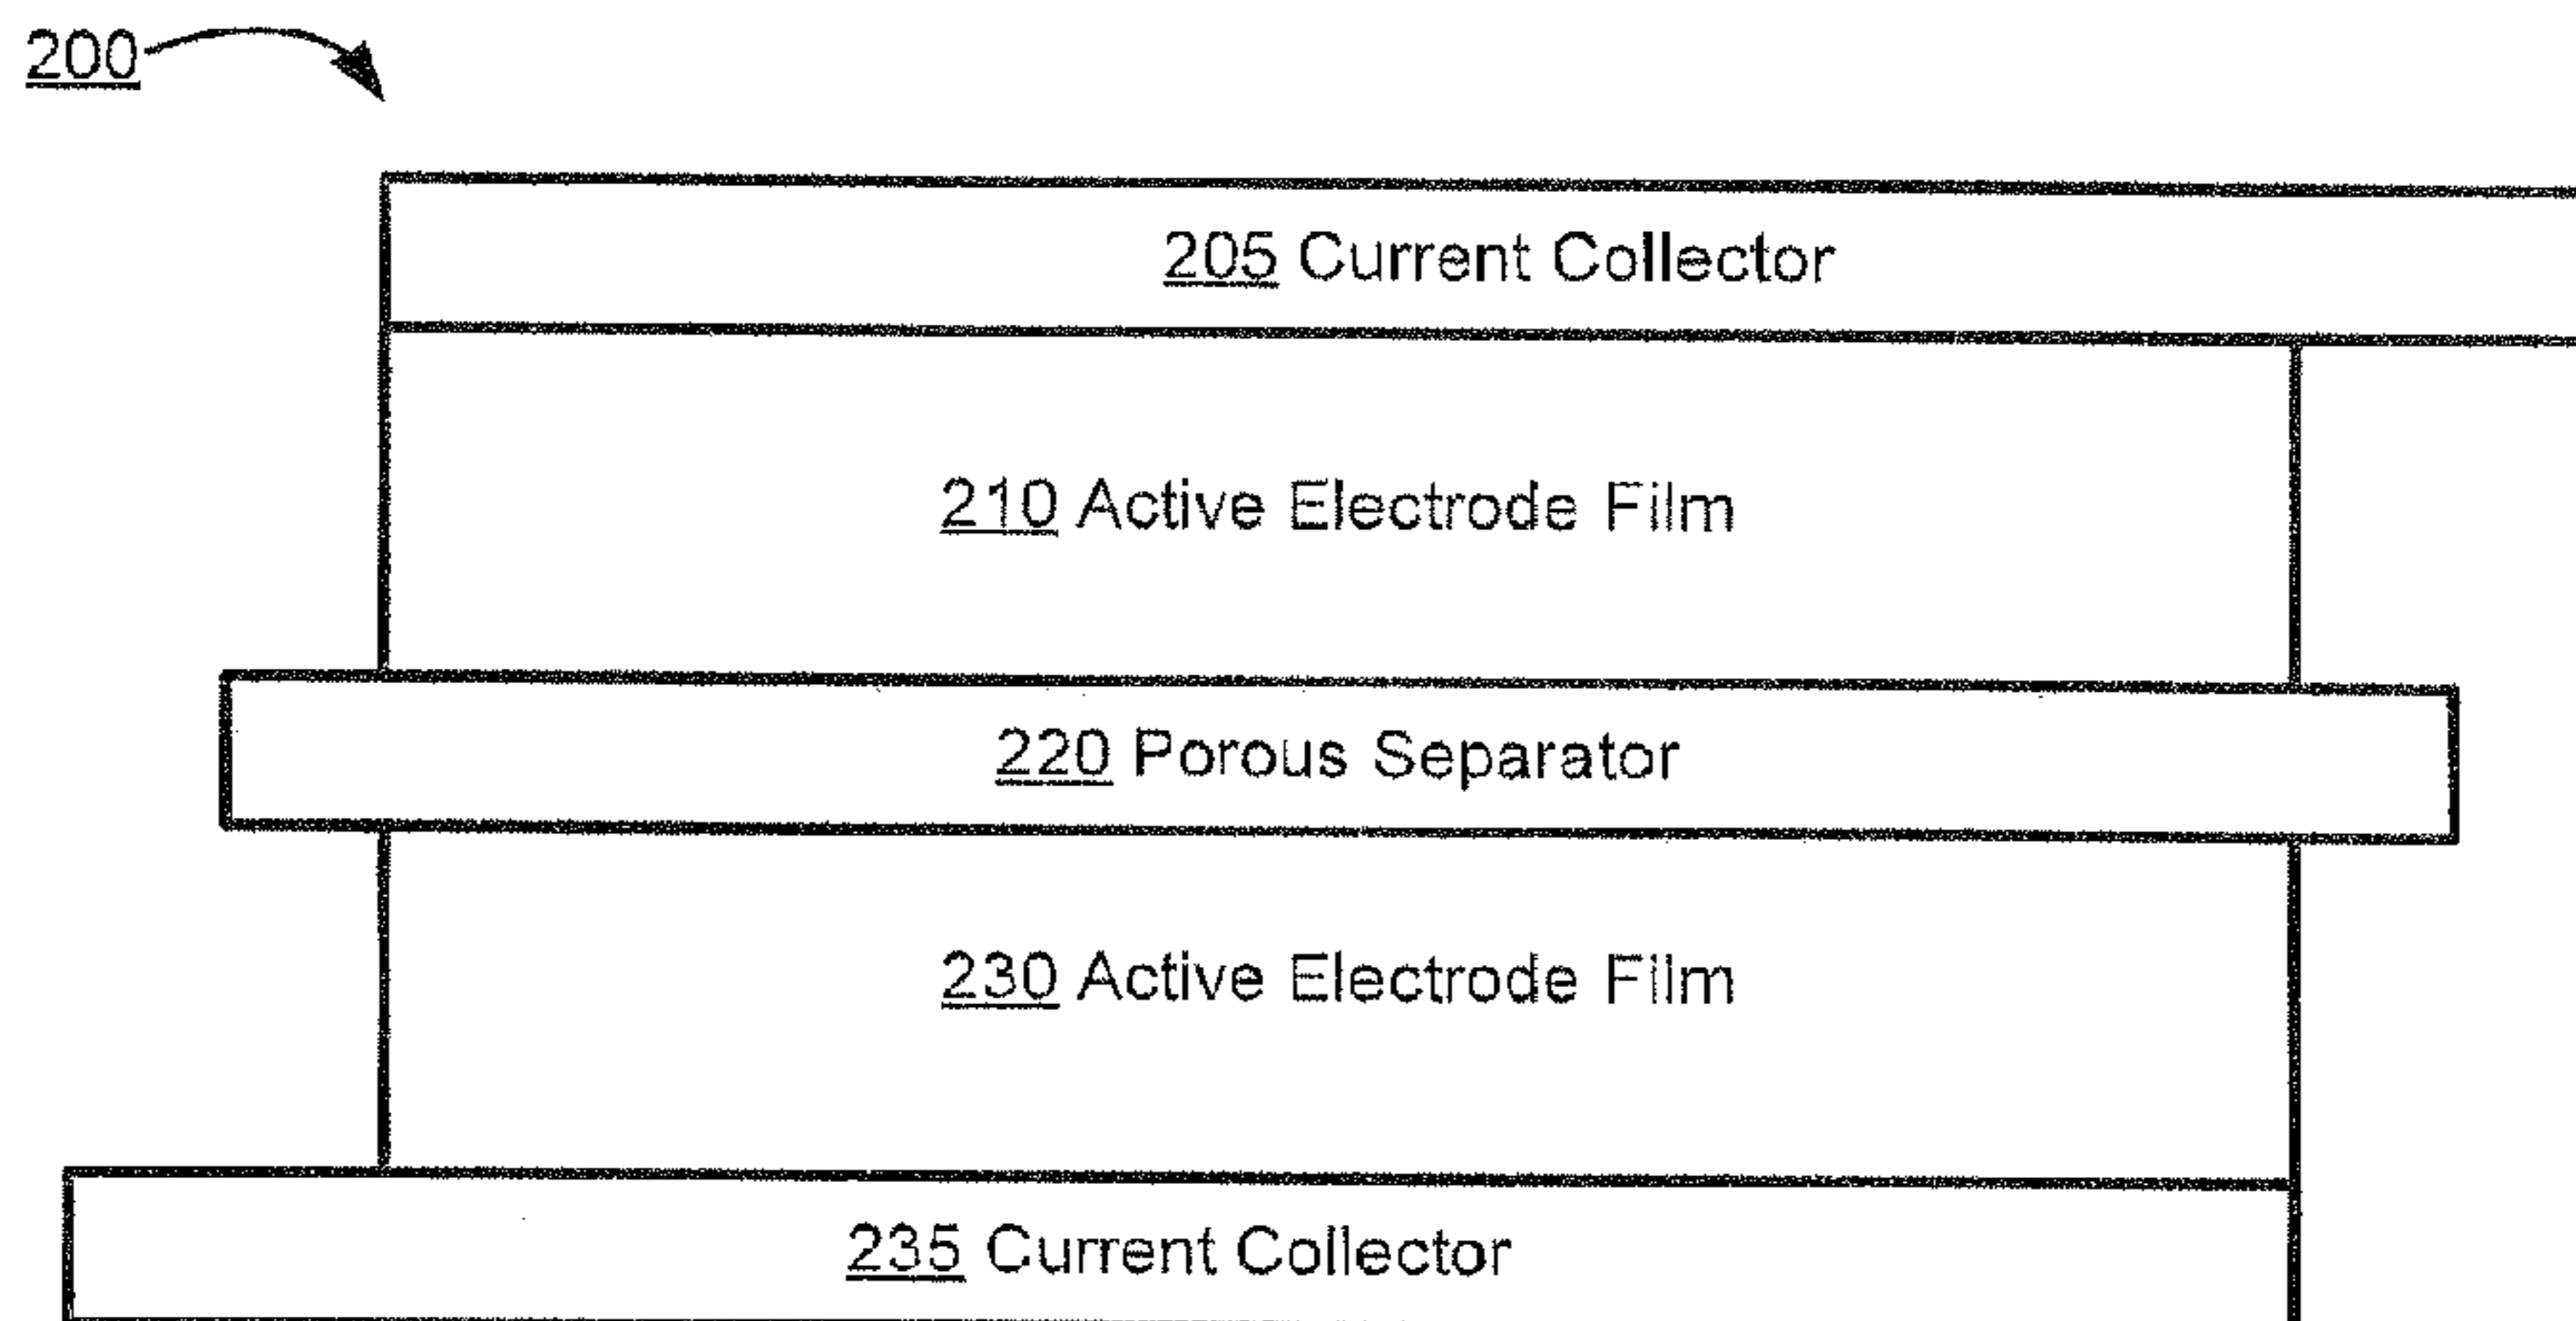 200
205 Current Collector
210 Active Electrode Film
220 Porous Separator
230 Active Electrode Film
235 Current Collector